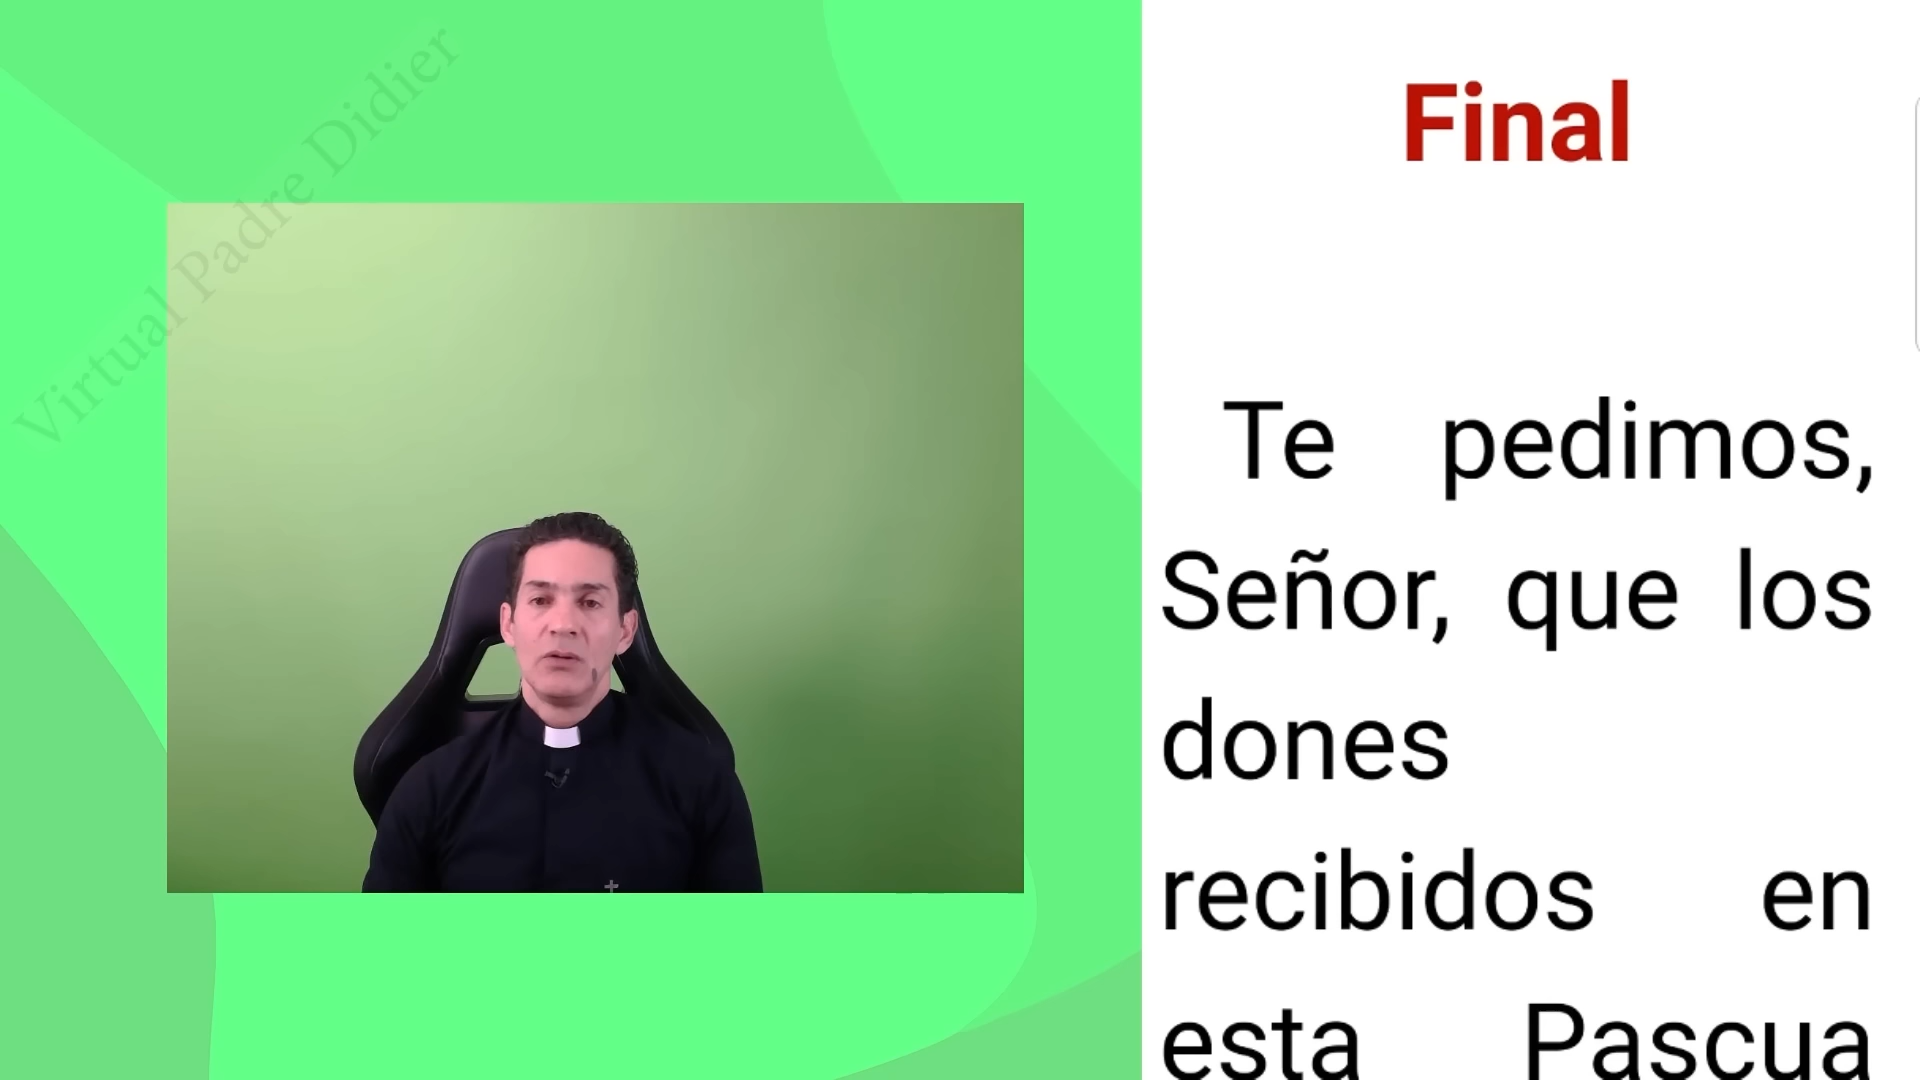 Virtual Padre Didier
Final
Te pedimos,
Señor, que los
dones
recibidos en
esta Pascua